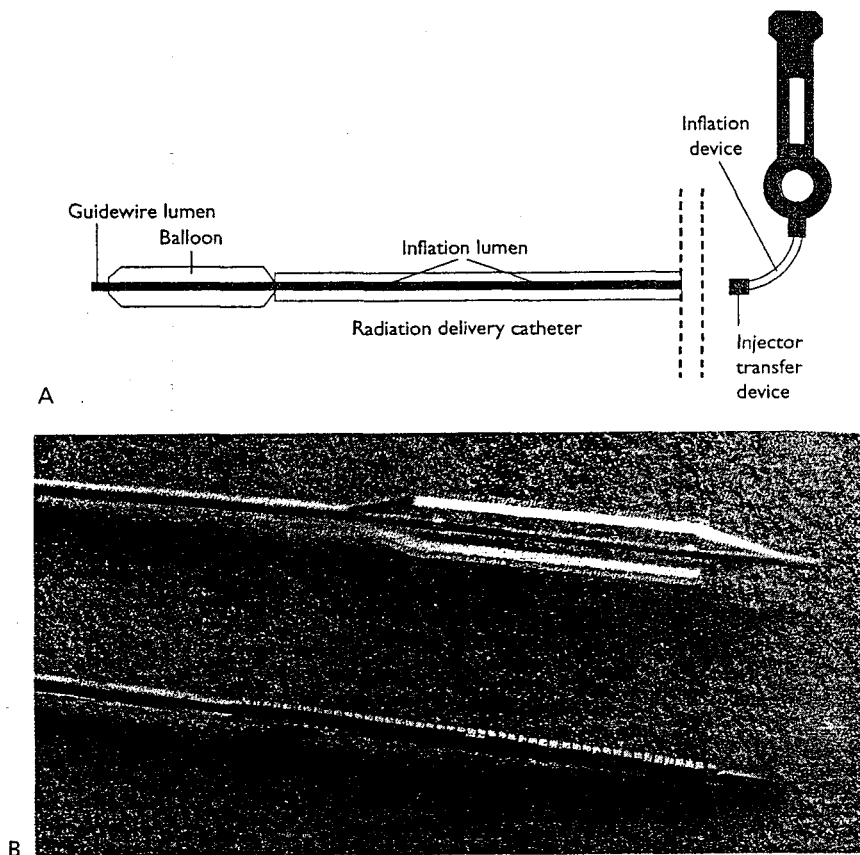 Inflation
device
Guidewire lumen
Balloon
Inflation lumen
Radiation delivery catheter
Injector
transfer
device
A
B